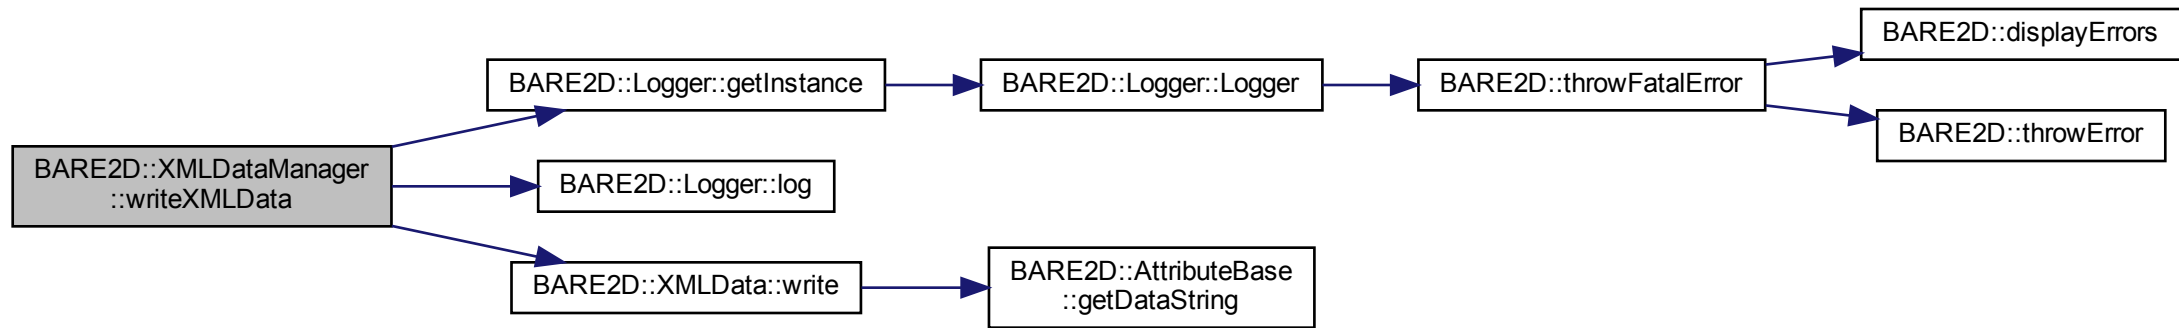 BARE2D::displayErrors
BARE2D::Logger::getInstance
BARE2D::Logger::Logger
BARE2D::throwFatalError
BARE2D::throwError
BARE2D::XMLDataManager
::writeXMLData
BARE2D::Logger::log
BARE2D::XMLData::write
BARE2D::AttributeBase
::getDataString